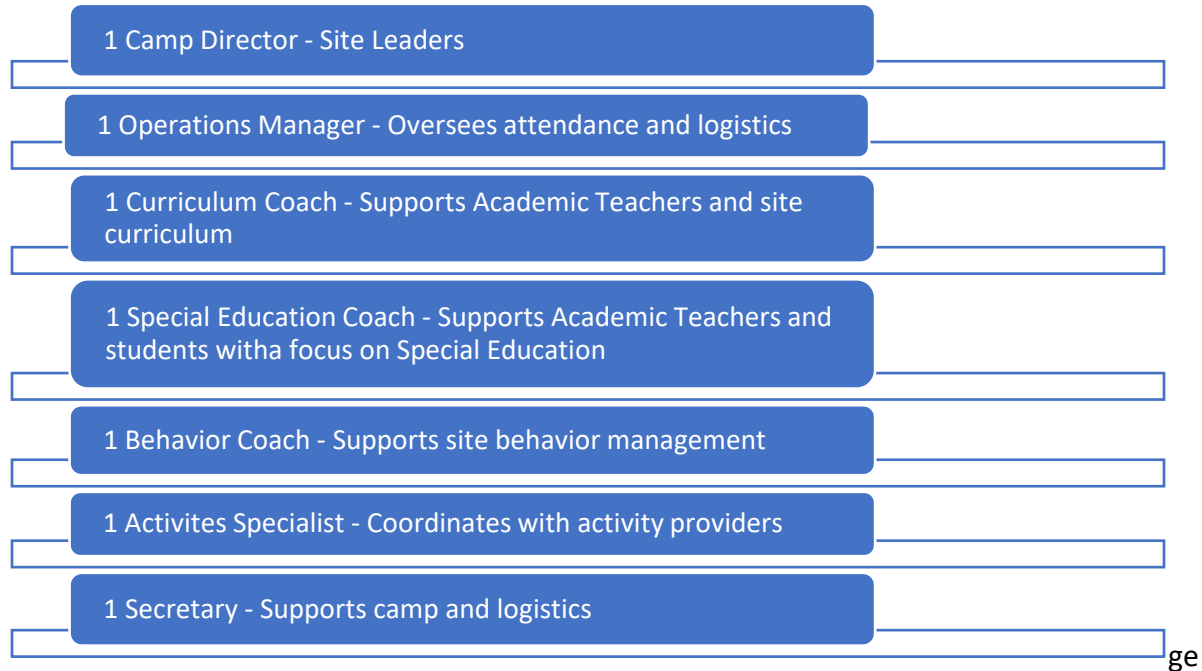 1 Camp Director - Site Leaders
1 Operations Manager - Oversees attendance and logistics
1 Curriculum Coach - Supports Academic Teachers and site
curriculum
1 Special Education Coach - Supports Academic Teachers and
students witha focus on Special Education
1 Behavior Coach - Supports site behavior management
1 Activites Specialist - Coordinates with activity providers
1 Secretary - Supports camp and logistics
ge